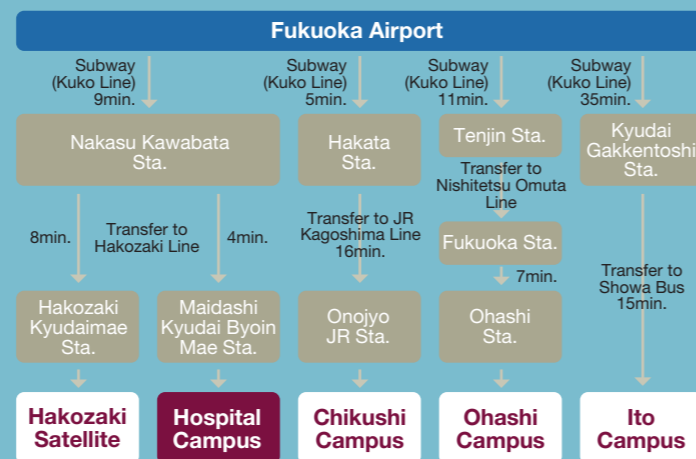 Fukuoka Airport
Subway
(Kuko Line)
9min.
Subway
(Kuko Line)
5min.
Subway
(Kuko Line)
11min.
Subway
(Kuko Line)
35min.
Nakasu Kawabata
Sta.
Hakata
Sta.
Tenjin Sta.
Kyudai
Gakkentoshi
Sta.
8min.
Transfer to
Hakozaki Line
4min.
Transfer to JR
Kagoshima Line
16min.
Transfer to
Nishitetsu Omuta
Line
Fukuoka Sta.
7min.
Transfer to
Showa Bus
15min.
Hakozaki
Kyudaimae
Sta.
Maidashi
Kyudai Byoin
Mae Sta.
Onojyo
JR Sta.
Ohashi
Sta.
Hakozaki
Satellite
Hospital
Campus
Chikushi
Campus
Ohashi
Campus
Ito
Campus